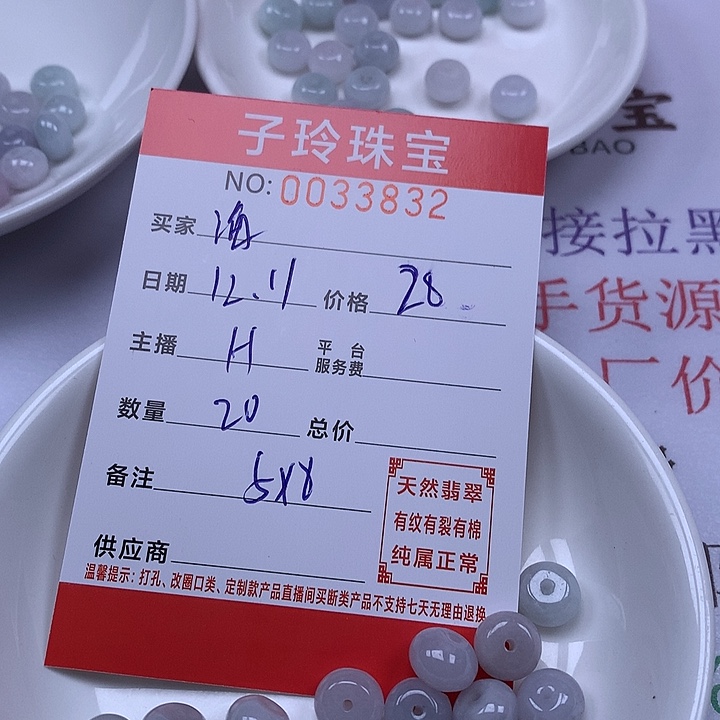 子玲珠宝
NO: 0033832
买家 海
日期 12.11 价格 28
主播 H 平台服务费
数量 20 总价
备注 5X8
供应商
天然翡翠
有纹有裂有棉
纯属正常
温馨提示：打孔、改圈口类、定制款产品直播间买断类产品不支持七天无理由退换
宝
BAO
接拉黑
手货源
厂价